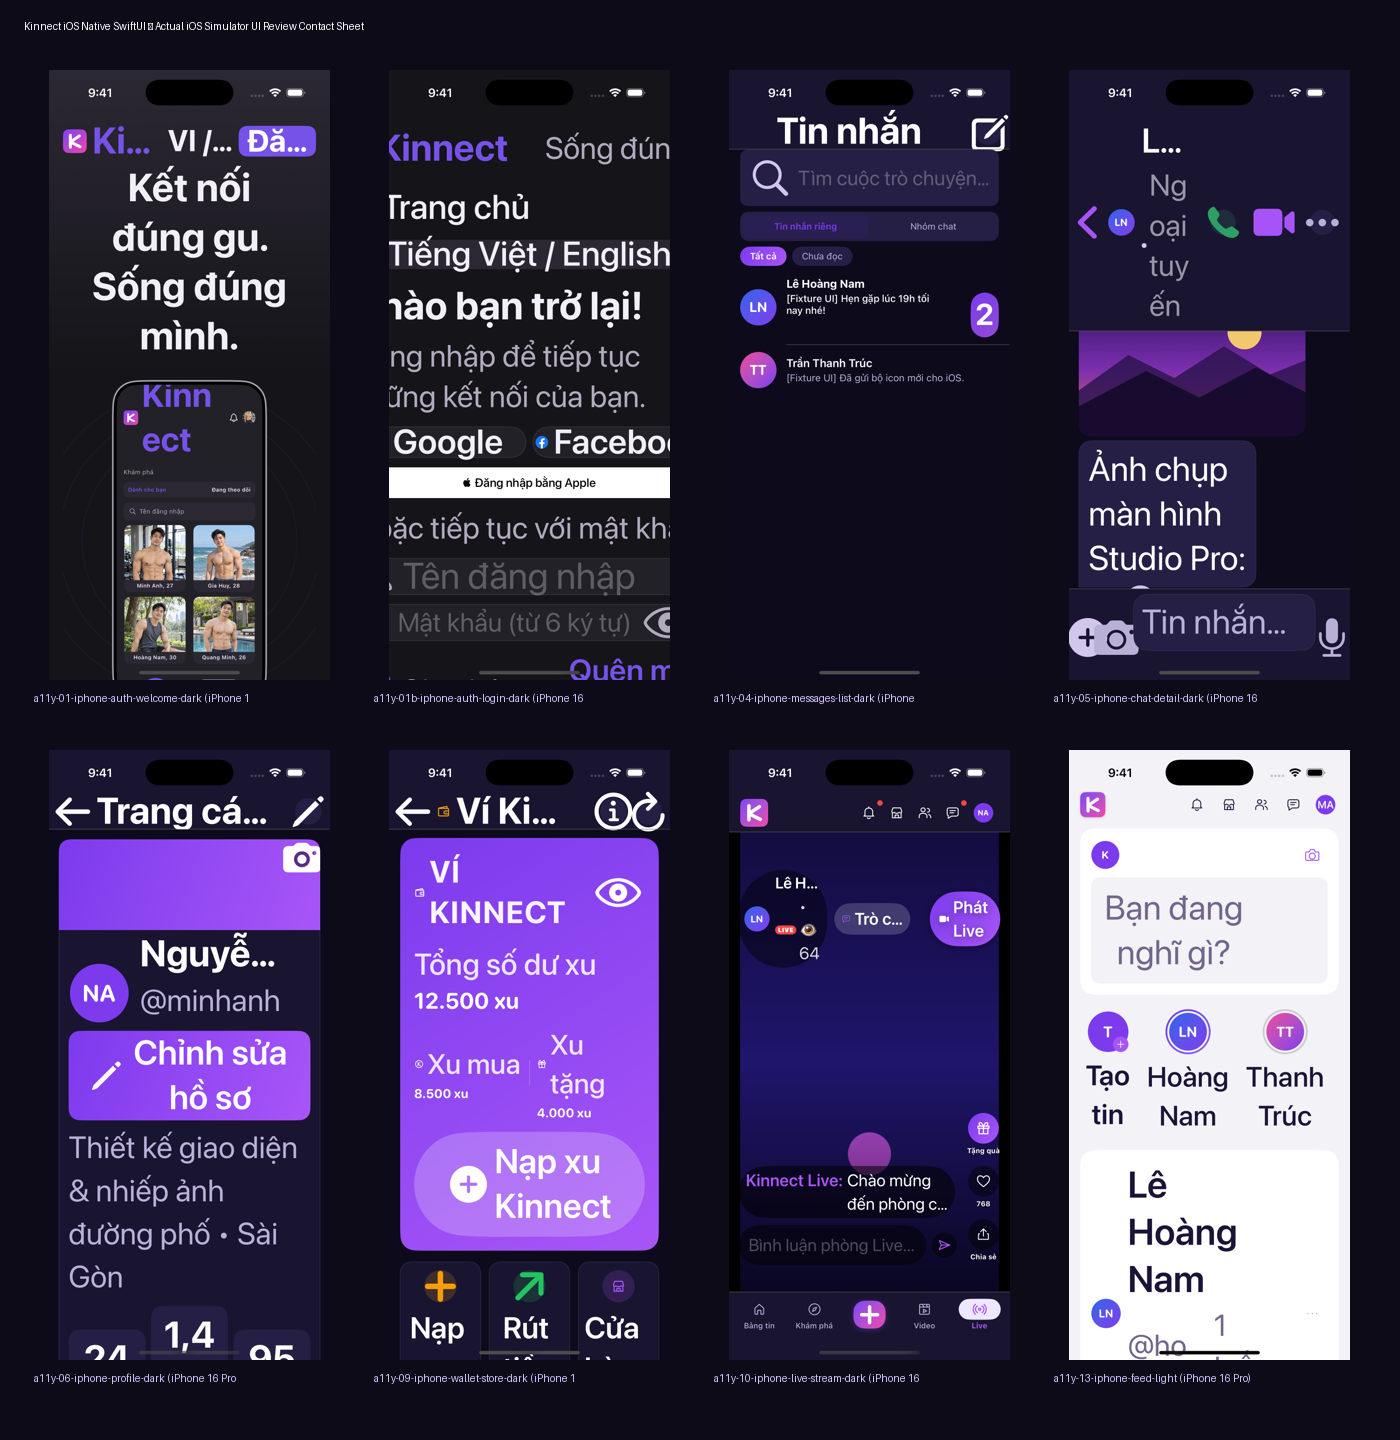 Kinnect iOS Native SwiftUI Actual iOS Simulator UI Review Contact Sheet
9:41
Ki...
VI /...
Đă...
Kết nối
đúng gu.
Sống đúng
mình.
Kinn
ect
Khám phá
Dành cho bạn
Đang theo dõi
Tên đăng nhập
Minh Anh, 27
Gia Huy, 28
Hoàng Nam, 30
Quang Minh, 26
a11y-01-iphone-auth-welcome-dark (iPhone 1
9:41
Kinnect
Sống đún
Trang chủ
Tiếng Việt / English
hào bạn trở lại!
ng nhập để tiếp tục
ững kết nối của bạn.
Google
Faceboo
Đăng nhập bằng Apple
oặc tiếp tục với mật khẩ
Tên đăng nhập
Mật khẩu (từ 6 ký tự)
Quên m
a11y-01b-iphone-auth-login-dark (iPhone 16
9:41
Tin nhắn
Tìm cuộc trò chuyện...
Tin nhắn riêng
Nhóm chat
Tất cả
Chưa đọc
LN
Lê Hoàng Nam
[Fixture UI] Hẹn gặp lúc 19h tối
nay nhé!
2
TT
Trần Thanh Trúc
[Fixture UI] Đã gửi bộ icon mới cho iOS.
a11y-04-iphone-messages-list-dark (iPhone
9:41
L...
LN
Ng
oại
tuy
ến
Ảnh chụp
màn hình
Studio Pro:
Tin nhắn...
a11y-05-iphone-chat-detail-dark (iPhone 16
9:41
Trang cá...
NA
Nguyễ...
@minhanh
Chỉnh sửa
hồ sơ
Thiết kế giao diện
& nhiếp ảnh
đường phố • Sài
Gòn
24
1,4
95
a11y-06-iphone-profile-dark (iPhone 16 Pro
9:41
Ví Ki...
VÍ
KINNECT
Tổng số dư xu
12.500 xu
Xu mua
8.500 xu
Xu
tặng
4.000 xu
Nạp xu
Kinnect
Nạp
Rút
Cửa
a11y-09-iphone-wallet-store-dark (iPhone 1
9:41
NA
LN
Lê H...
LIVE
64
Trò c...
Phát
Live
Tặng quà
Kinnect Live: Chào mừng
đến phòng c...
768
Bình luận phòng Live...
Chia sẻ
Bảng tin
Khám phá
Video
Live
a11y-10-iphone-live-stream-dark (iPhone 16
9:41
MA
K
Bạn đang
nghĩ gì?
T
LN
TT
Tạo
tin
Hoàng
Nam
Thanh
Trúc
LN
Lê
Hoàng
Nam
@ho
1
a11y-13-iphone-feed-light (iPhone 16 Pro)